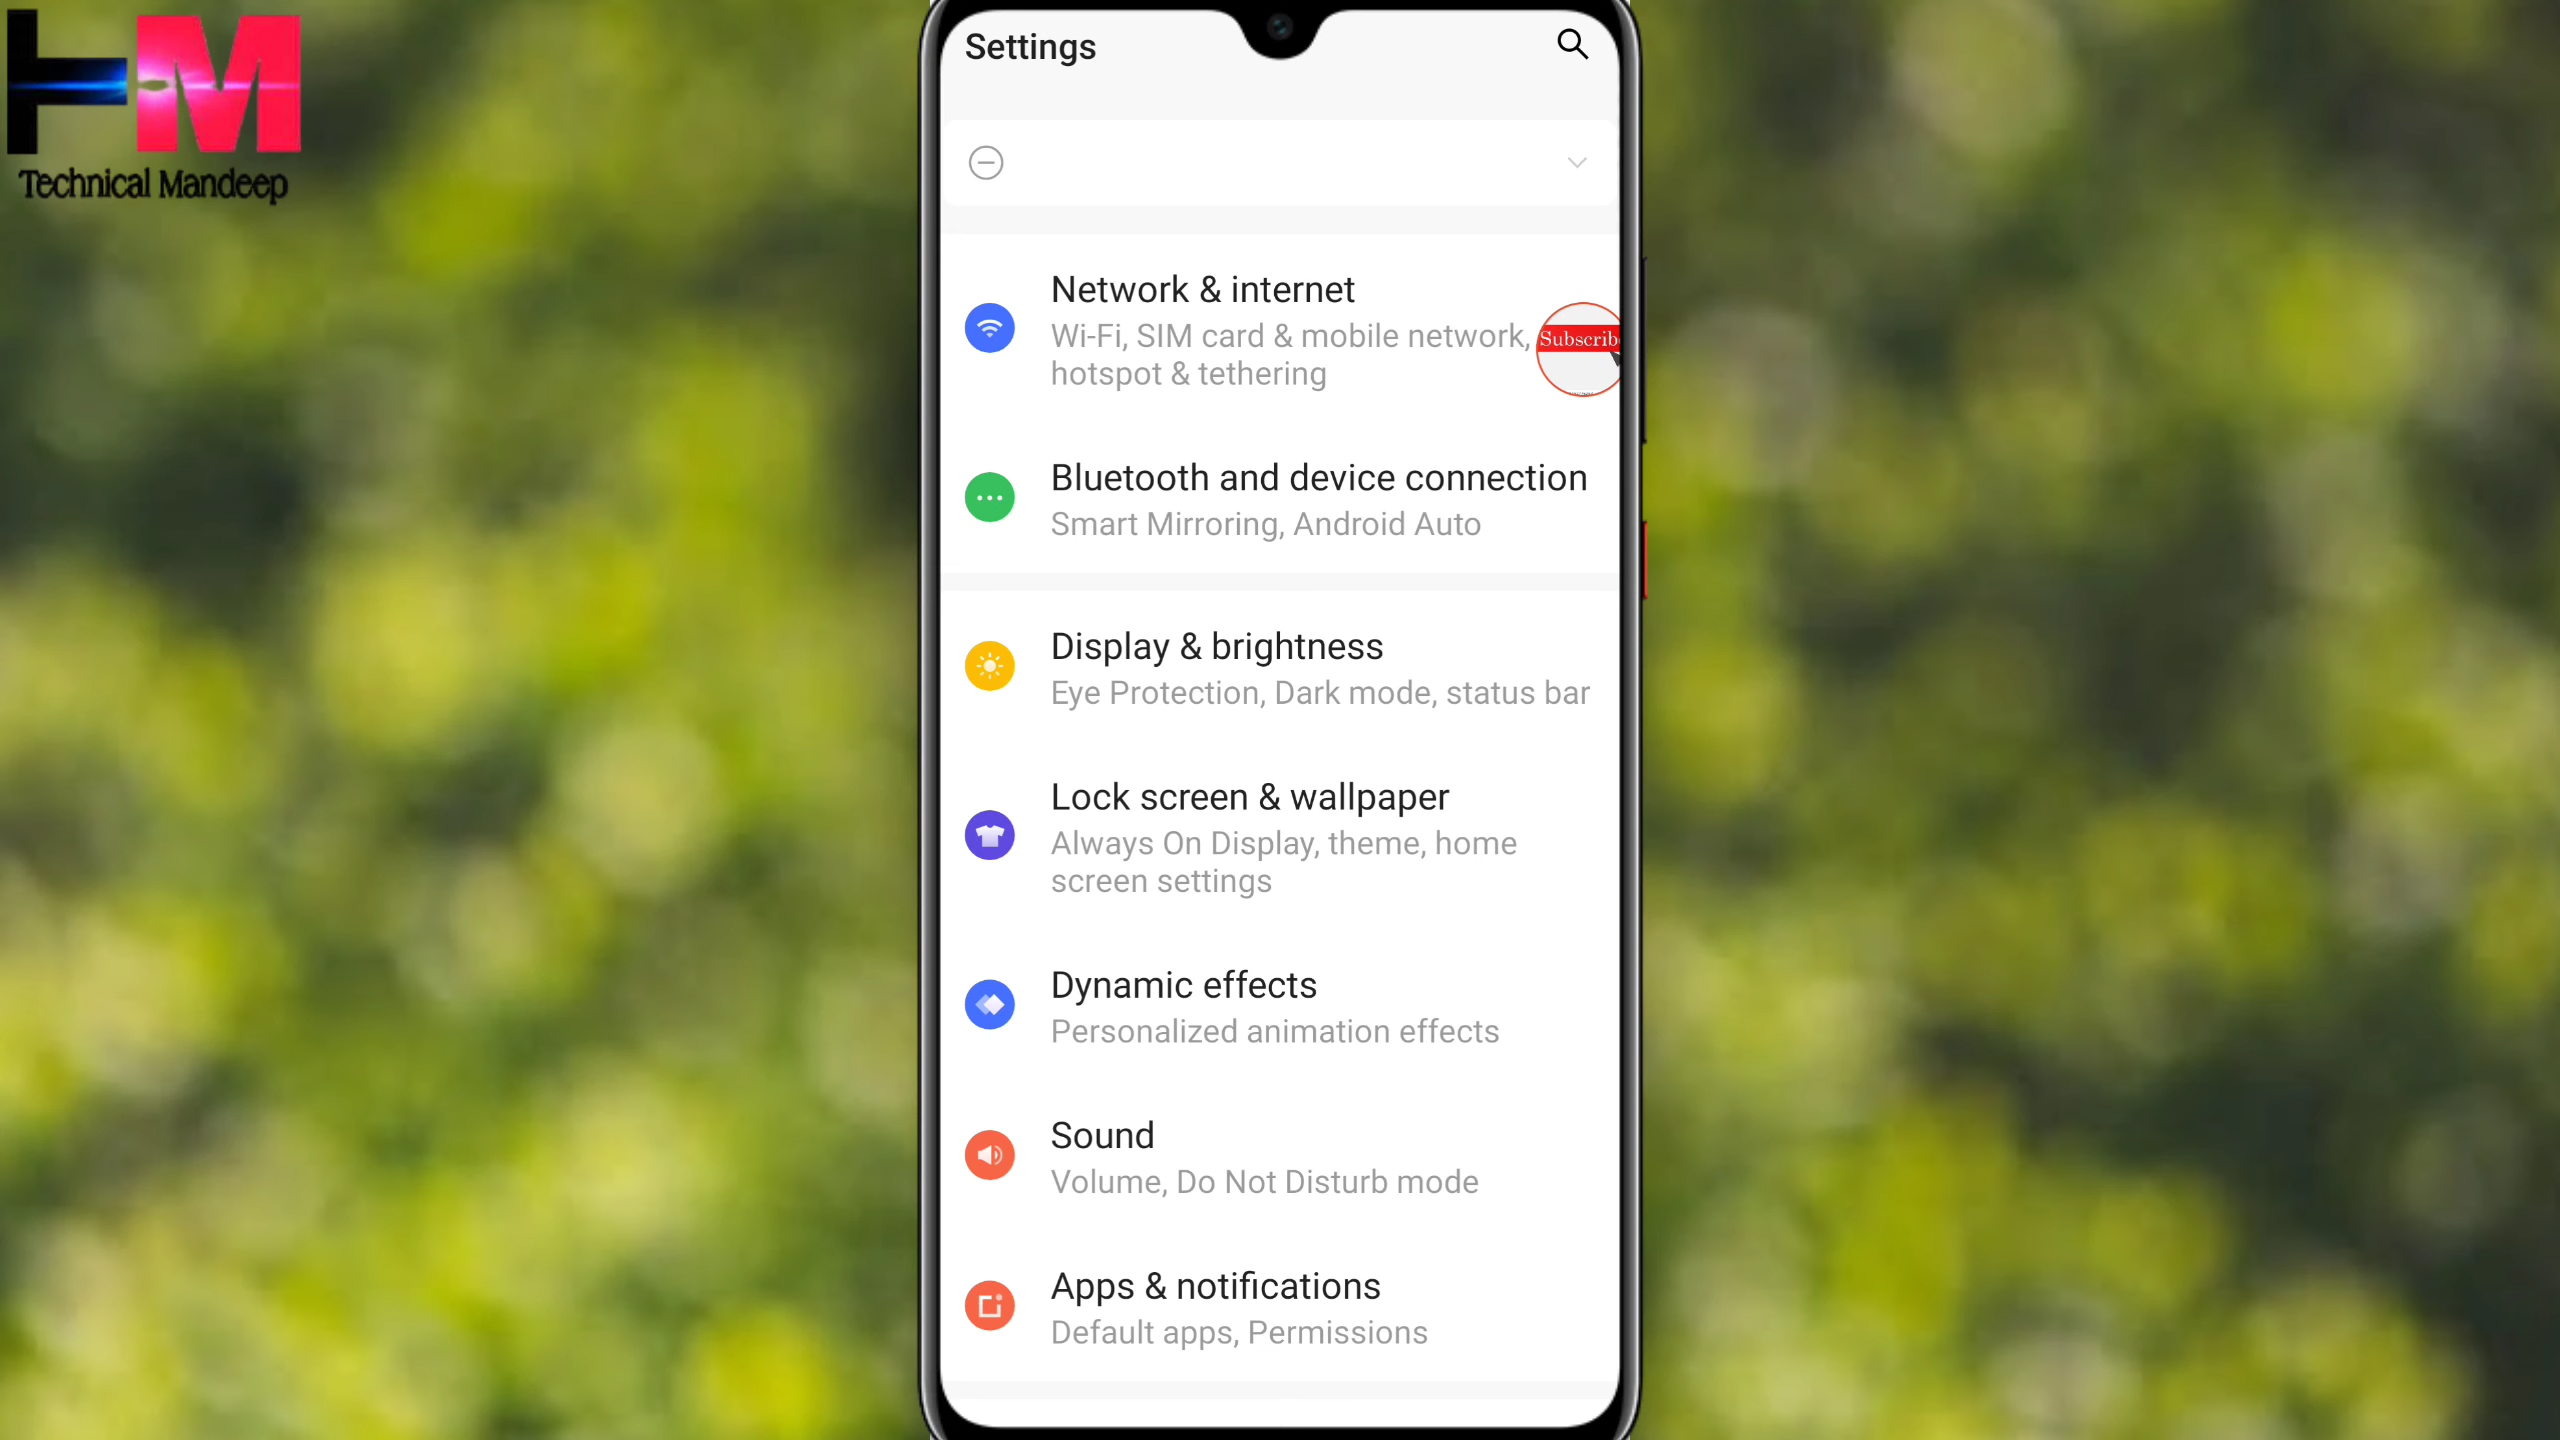 HM
Technical Mandeep
Settings
Network & internet
Wi-Fi, SIM card & mobile network,
hotspot & tethering
Subscrib
Bluetooth and device connection
Smart Mirroring, Android Auto
Display & brightness
Eye Protection, Dark mode, status bar
Lock screen & wallpaper
Always On Display, theme, home
screen settings
Dynamic effects
Personalized animation effects
Sound
Volume, Do Not Disturb mode
Apps & notifications
Default apps, Permissions